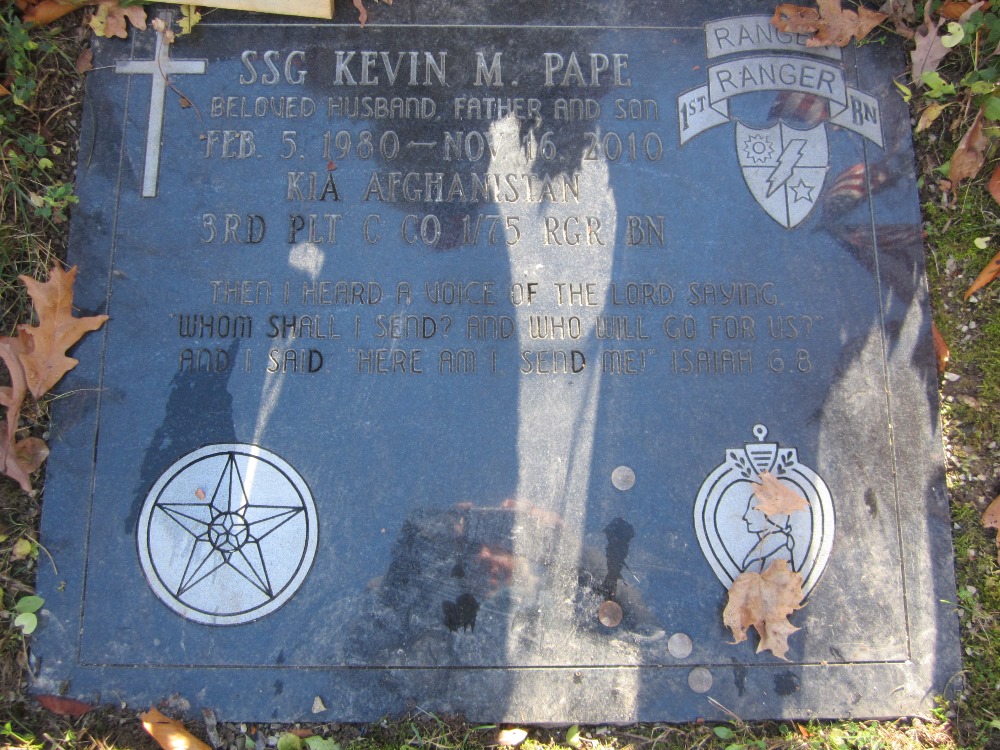 SSG KEVIN M. PAPE
BELOVED HUSBAND, FATHER AND SON
FEB. 5, 1980 — NOV. 16, 2010
KIA AFGHANISTAN
3RD PLT C CO 1/75 RGR BN
THEN I HEARD A VOICE OF THE LORD SAYING,
"WHOM SHALL I SEND? AND WHO WILL GO FOR US?"
AND I SAID "HERE AM I, SEND ME!" ISAIAH 6:8
RANGER
1ST RANGER BN